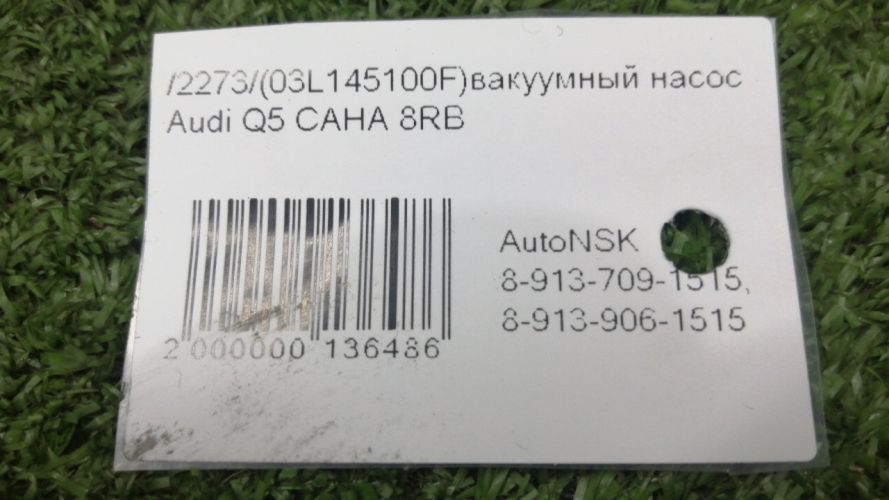 /2273/(03L145100F)вакуумный насос
Audi Q5 CAHA 8RB
AutoNSK
8-913-709-1515,
8-913-906-1515
2 000000 136486